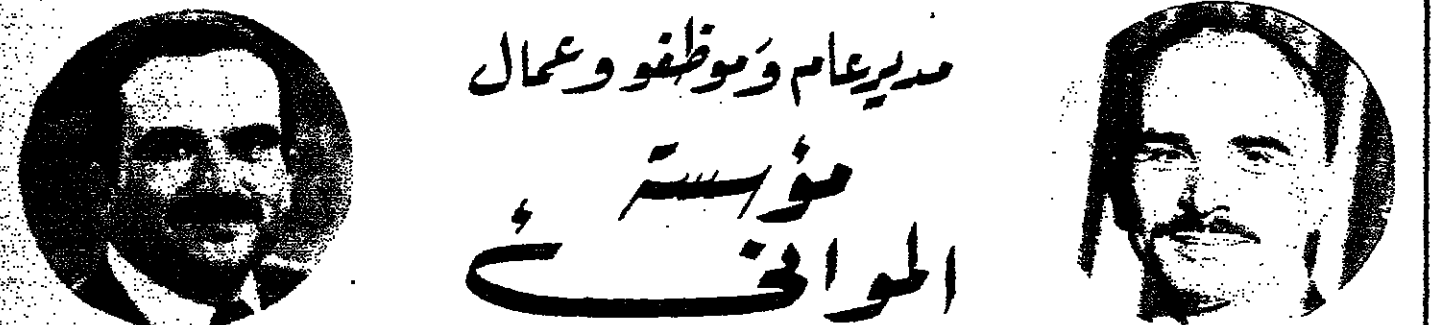 مدير عام وموظفو وعمال
مؤسسة
الموانئ